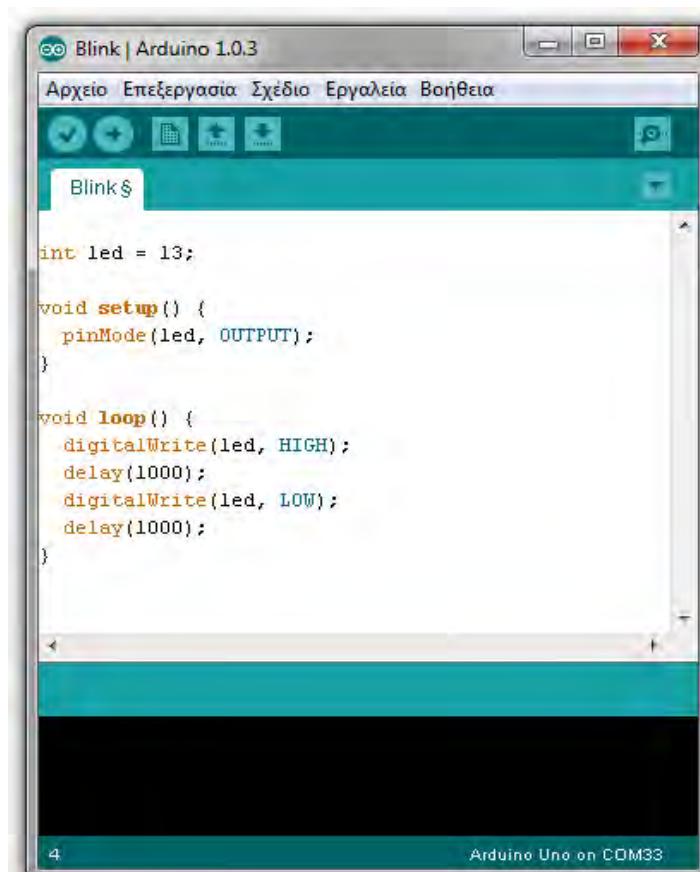 Blink | Arduino 1.0.3
Αρχείο Επεξεργασία Σχέδιο Εργαλεία Βοήθεια
Blink §
int led = 13;
void setup() {
  pinMode(led, OUTPUT);
}
void loop() {
  digitalWrite(led, HIGH);
  delay(1000);
  digitalWrite(led, LOW);
  delay(1000);
}
4 Arduino Uno on COM33